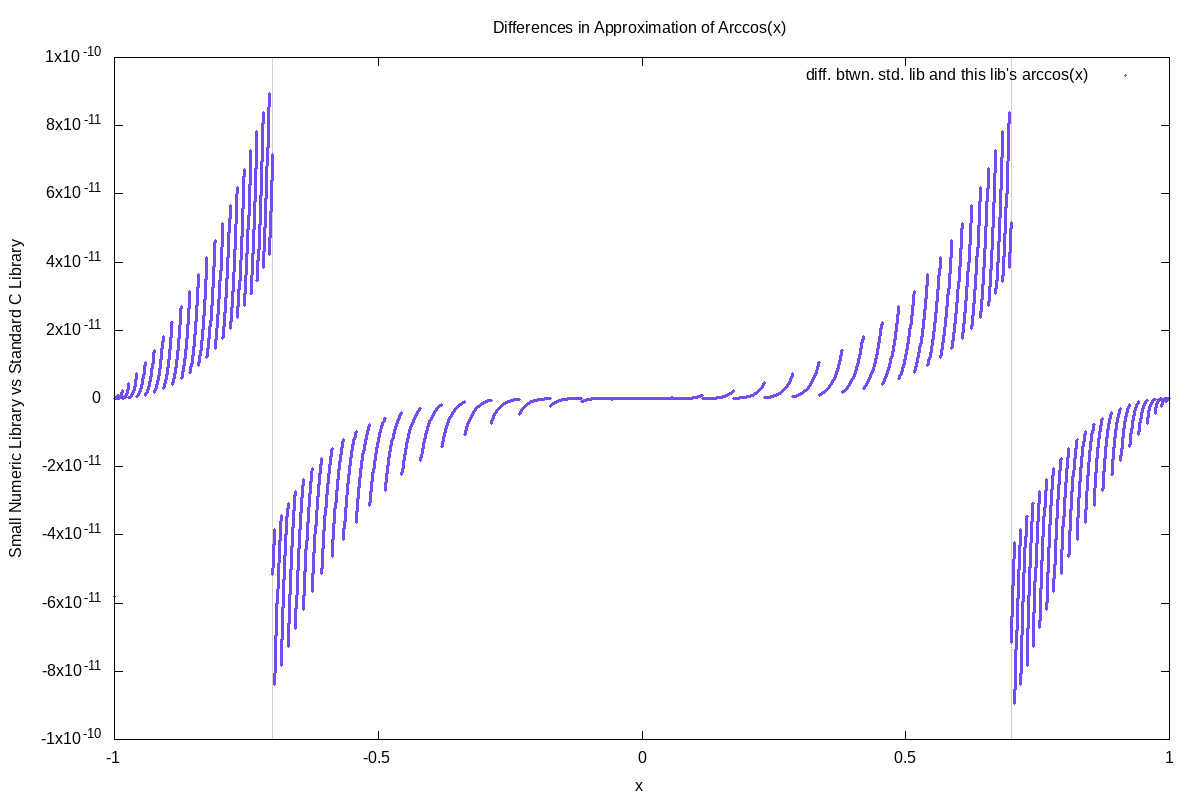 Differences in Approximation of Arccos(x)
1x10^-10
diff. btwn. std. lib and this lib's arccos(x)
8x10^-11
6x10^-11
4x10^-11
2x10^-11
0
-2x10^-11
-4x10^-11
-6x10^-11
-8x10^-11
-1x10^-10
Small Numeric Library vs Standard C Library
-1 -0.5 0 0.5 1
x